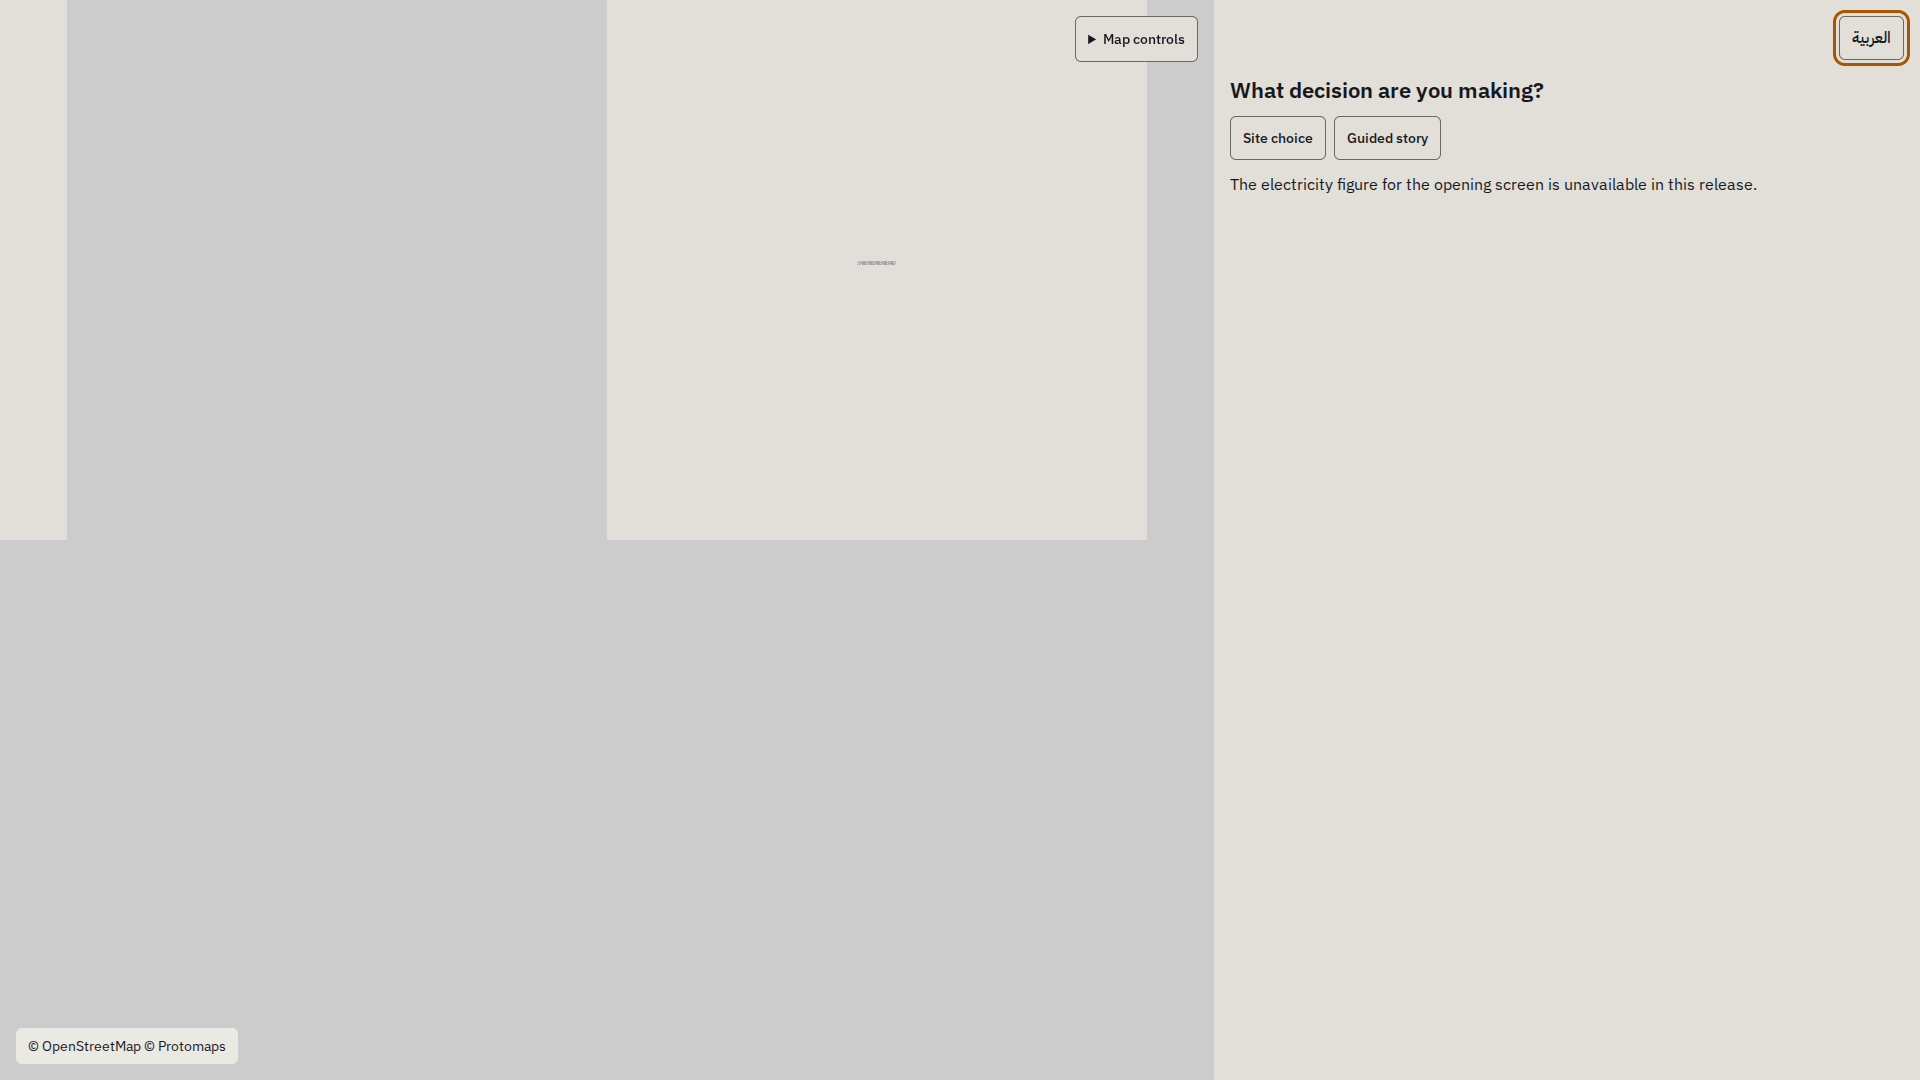 Map controls
العربية
What decision are you making?
Site choice
Guided story
The electricity figure for the opening screen is unavailable in this release.
© OpenStreetMap © Protomaps